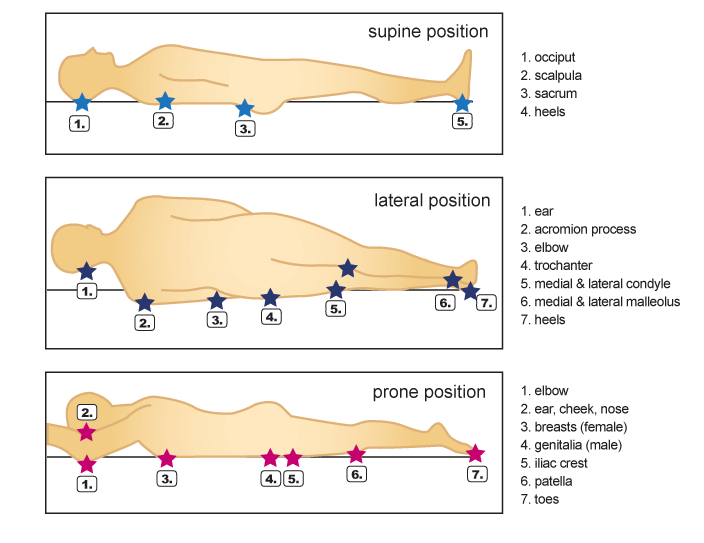 supine position
1. occiput
2. scalpula
3. sacrum
4. heels
1.
2.
3.
5.
lateral position
1. ear
2. acromion process
3. elbow
4. trochanter
5. medial & lateral condyle
6. medial & lateral malleolus
7. heels
1.
2.
3.
4.
5.
6.
7.
prone position
1. elbow
2. ear, cheek, nose
3. breasts (female)
4. genitalia (male)
5. iliac crest
6. patella
7. toes
2.
1.
3.
4.
5.
6.
7.